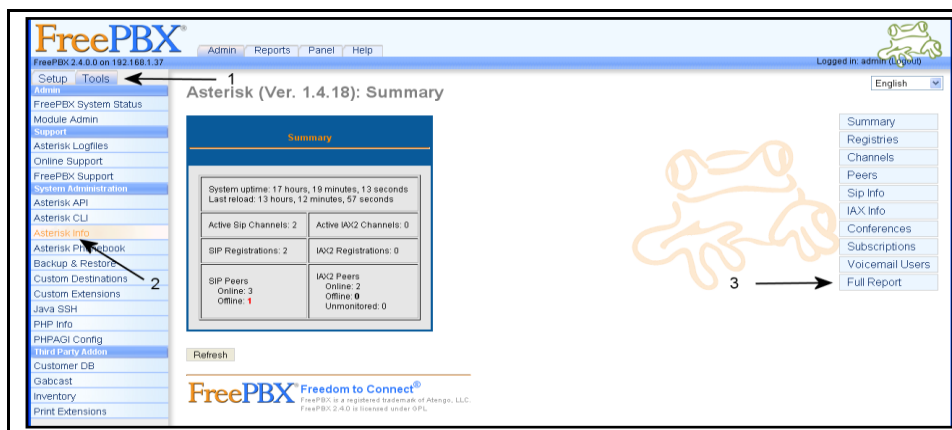 FreePBX®
Admin Reports Panel Help
FreePBX 2.4.0.0 on 192.168.1.37
Logged in: admin (Logout)
Setup Tools
1
English
Admin
FreePBX System Status
Module Admin
Support
Asterisk Logfiles
Online Support
FreePBX Support
System Administration
Asterisk API
Asterisk CLI
Asterisk Info
Asterisk Phonebook
Backup & Restore
Custom Destinations
2
Custom Extensions
Java SSH
PHP Info
PHPAGI Config
Third Party Addon
Customer DB
Gabcast
Inventory
Print Extensions
Asterisk (Ver. 1.4.18): Summary
Summary
System uptime: 17 hours, 19 minutes, 13 seconds
Last reload: 13 hours, 12 minutes, 57 seconds
Active Sip Channels: 2
Active IAX2 Channels: 0
SIP Registrations: 2
IAX2 Registrations: 0
SIP Peers
Online: 3
Offline: 1
IAX2 Peers
Online: 2
Offline: 0
Unmonitored: 0
Refresh
FreePBX® Freedom to Connect®
FreePBX is a registered trademark of Atengo, LLC.
FreePBX 2.4.0 is licensed under GPL
Summary
Registries
Channels
Peers
Sip Info
IAX Info
Conferences
Subscriptions
Voicemail Users
3
Full Report